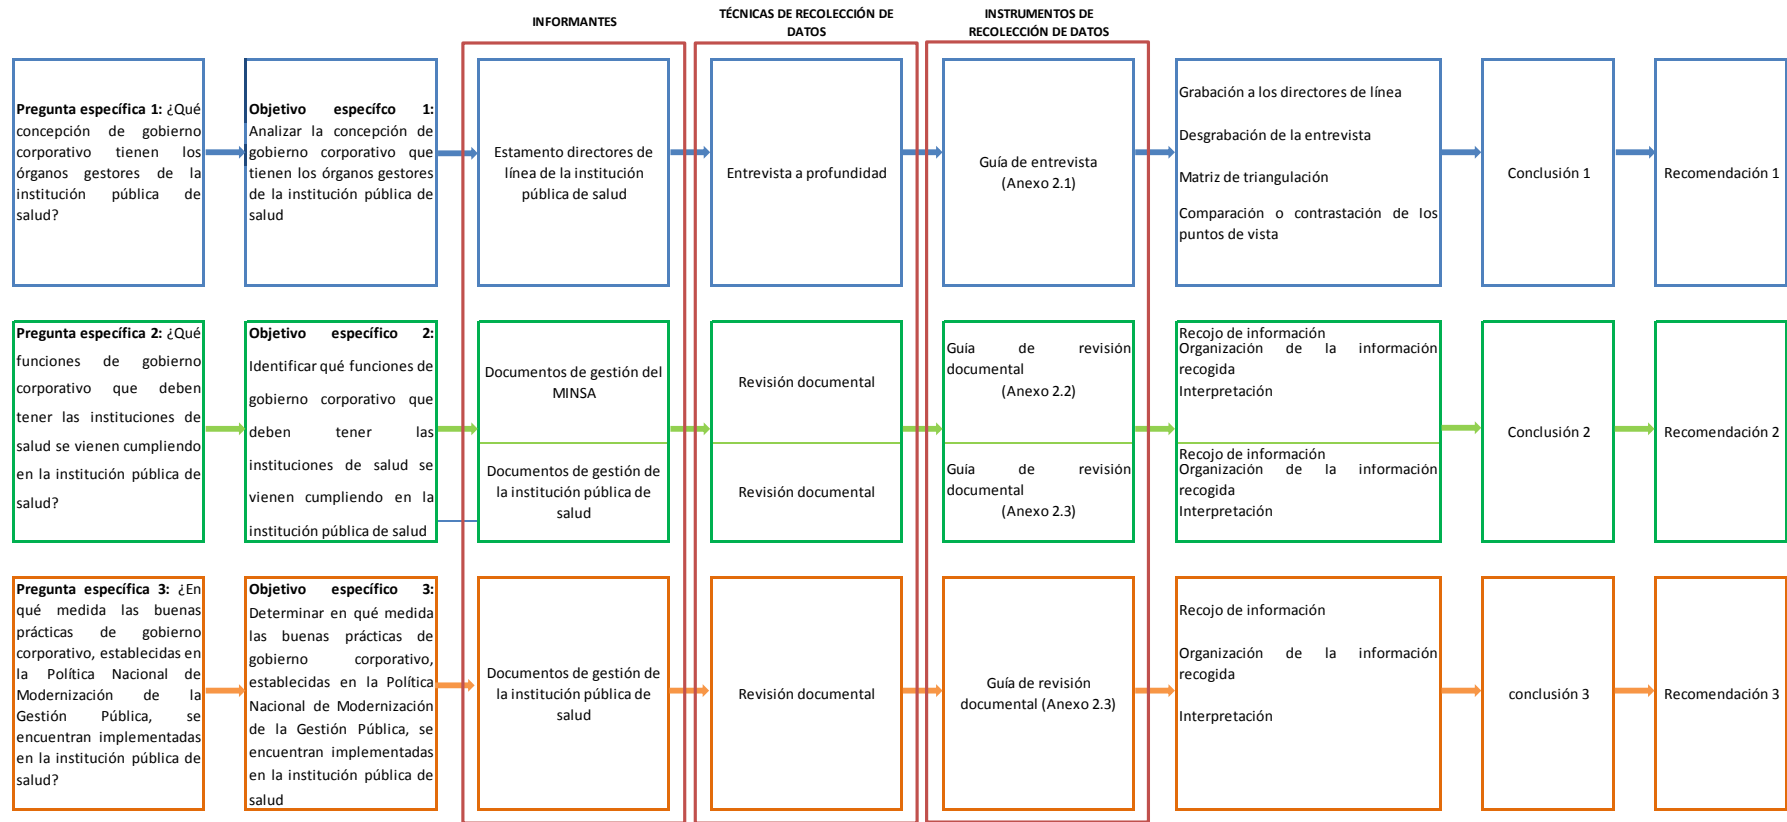 INFORMANTES
TÉCNICAS DE RECOLECCIÓN DE
DATOS
INSTRUMENTOS DE
RECOLECCIÓN DE DATOS
Pregunta específica 1: ¿Qué
concepción de gobierno
corporativo tienen los
órganos gestores de la
institución pública de
salud?
Objetivo específco 1:
Analizar la concepción de
gobierno corporativo que
tienen los órganos gestores
de la institución pública de
salud
Estamento directores de
línea de la institución
pública de salud
Entrevista a profundidad
Guía de entrevista
(Anexo 2.1)
Grabación a los directores de línea
Desgrabación de la entrevista
Matriz de triangulación
Comparación o contrastación de los
puntos de vista
Conclusión 1
Recomendación 1
Pregunta específica 2: ¿Qué
funciones de gobierno
corporativo que deben
tener las instituciones de
salud se vienen cumpliendo
en la institución pública de
salud?
Objetivo específico 2:
Identificar qué funciones de
gobierno corporativo que
deben tener las
instituciones de salud se
vienen cumpliendo en la
institución pública de salud
Documentos de gestión del
MINSA
Documentos de gestión de
la institución pública de
salud
Revisión documental
Revisión documental
Guía de revisión
documental
(Anexo 2.2)
Guía de revisión
documental
(Anexo 2.3)
Recojo de información
Organización de la información
recogida
Interpretación
Recojo de información
Organización de la información
recogida
Interpretación
Conclusión 2
Recomendación 2
Pregunta específica 3: ¿En
qué medida las buenas
prácticas de gobierno
corporativo, establecidas en
la Política Nacional de
Modernización de la
Gestión Pública, se
encuentran implementadas
en la institución pública de
salud?
Objetivo específico 3:
Determinar en qué medida
las buenas prácticas de
gobierno corporativo,
establecidas en la Política
Nacional de Modernización
de la Gestión Pública, se
encuentran implementadas
en la institución pública de
salud
Documentos de gestión de
la institución pública de
salud
Revisión documental
Guía de revisión
documental (Anexo 2.3)
Recojo de información
Organización de la información
recogida
Interpretación
conclusión 3
Recomendación 3